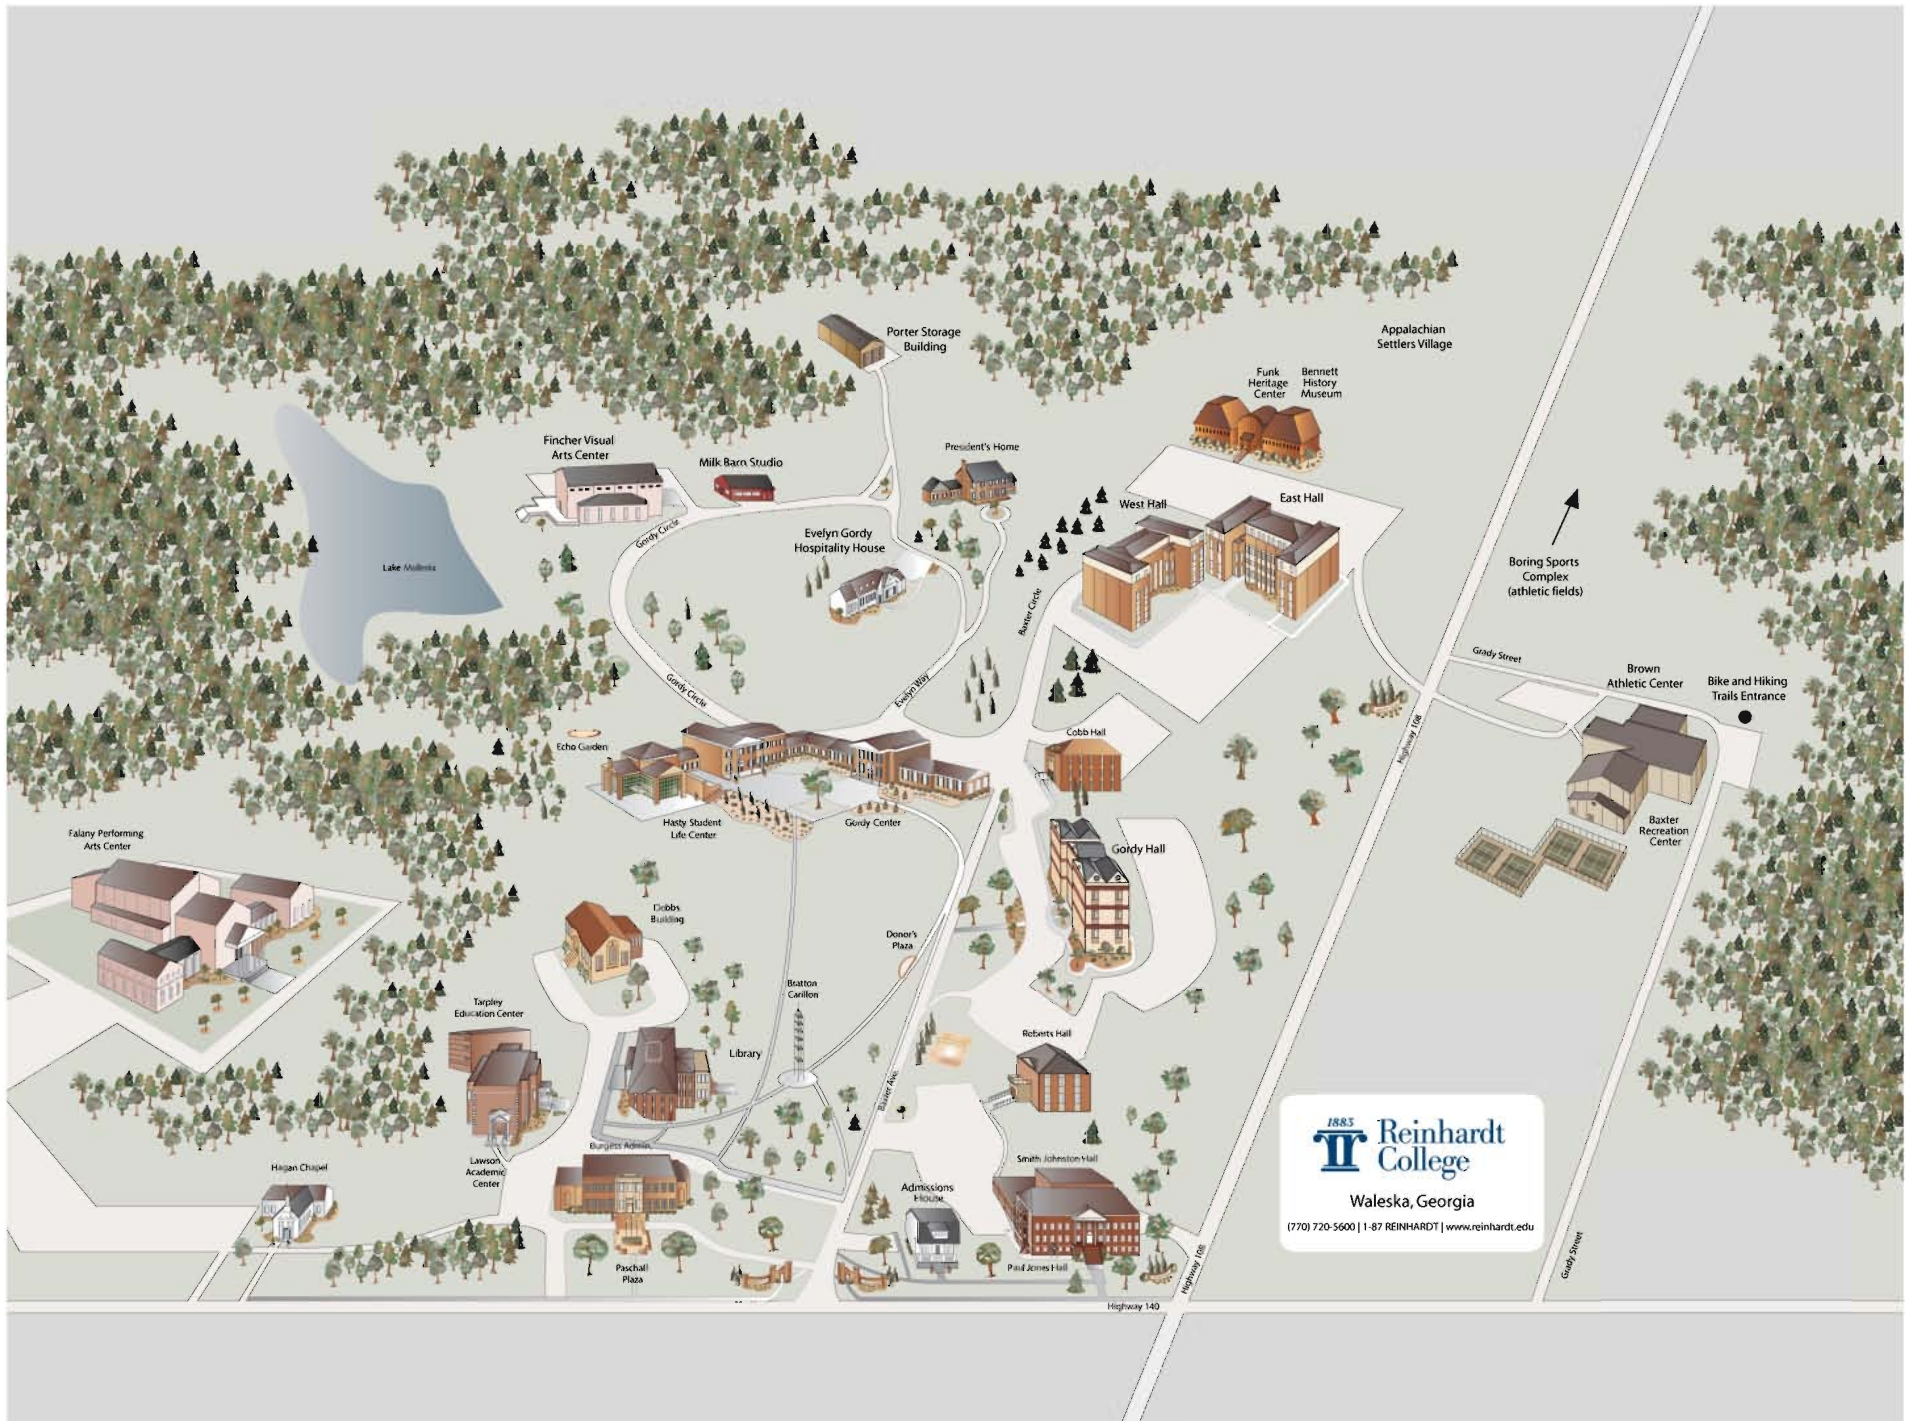 Porter Storage
Building
Appalachian
Settlers Village
Funk
Heritage
Center
Bennett
History
Museum
Fincher Visual
Arts Center
Milk Barn Studio
President's Home
West Hall
East Hall
Gordy Circle
Evelyn Gordy
Hospitality House
Lake Mullenix
Baxter Circle
Boring Sports
Complex
(athletic fields)
Grady Street
Brown
Athletic Center
Bike and Hiking
Trails Entrance
Gordy Circle
Evelyn Way
Highway 108
Echo Garden
Cobb Hall
Hasty Student
Life Center
Gordy Center
Baxter
Recreation
Center
Falany Performing
Arts Center
Gordy Hall
Dobbs
Building
Donor's
Plaza
Bratton
Carillon
Tarpley
Education Center
Library
Roberts Hall
Baxter Ave.
Burgess Admin.
Hagan Chapel
Lawson
Academic
Center
Smith Johnston Hall
Admissions
House
Paschall
Plaza
Paul Jones Hall
Highway 108
Highway 140
Grady Street
1883
Reinhardt
College
Waleska, Georgia
(770) 720-5600 | 1-87 REINHARDT | www.reinhardt.edu